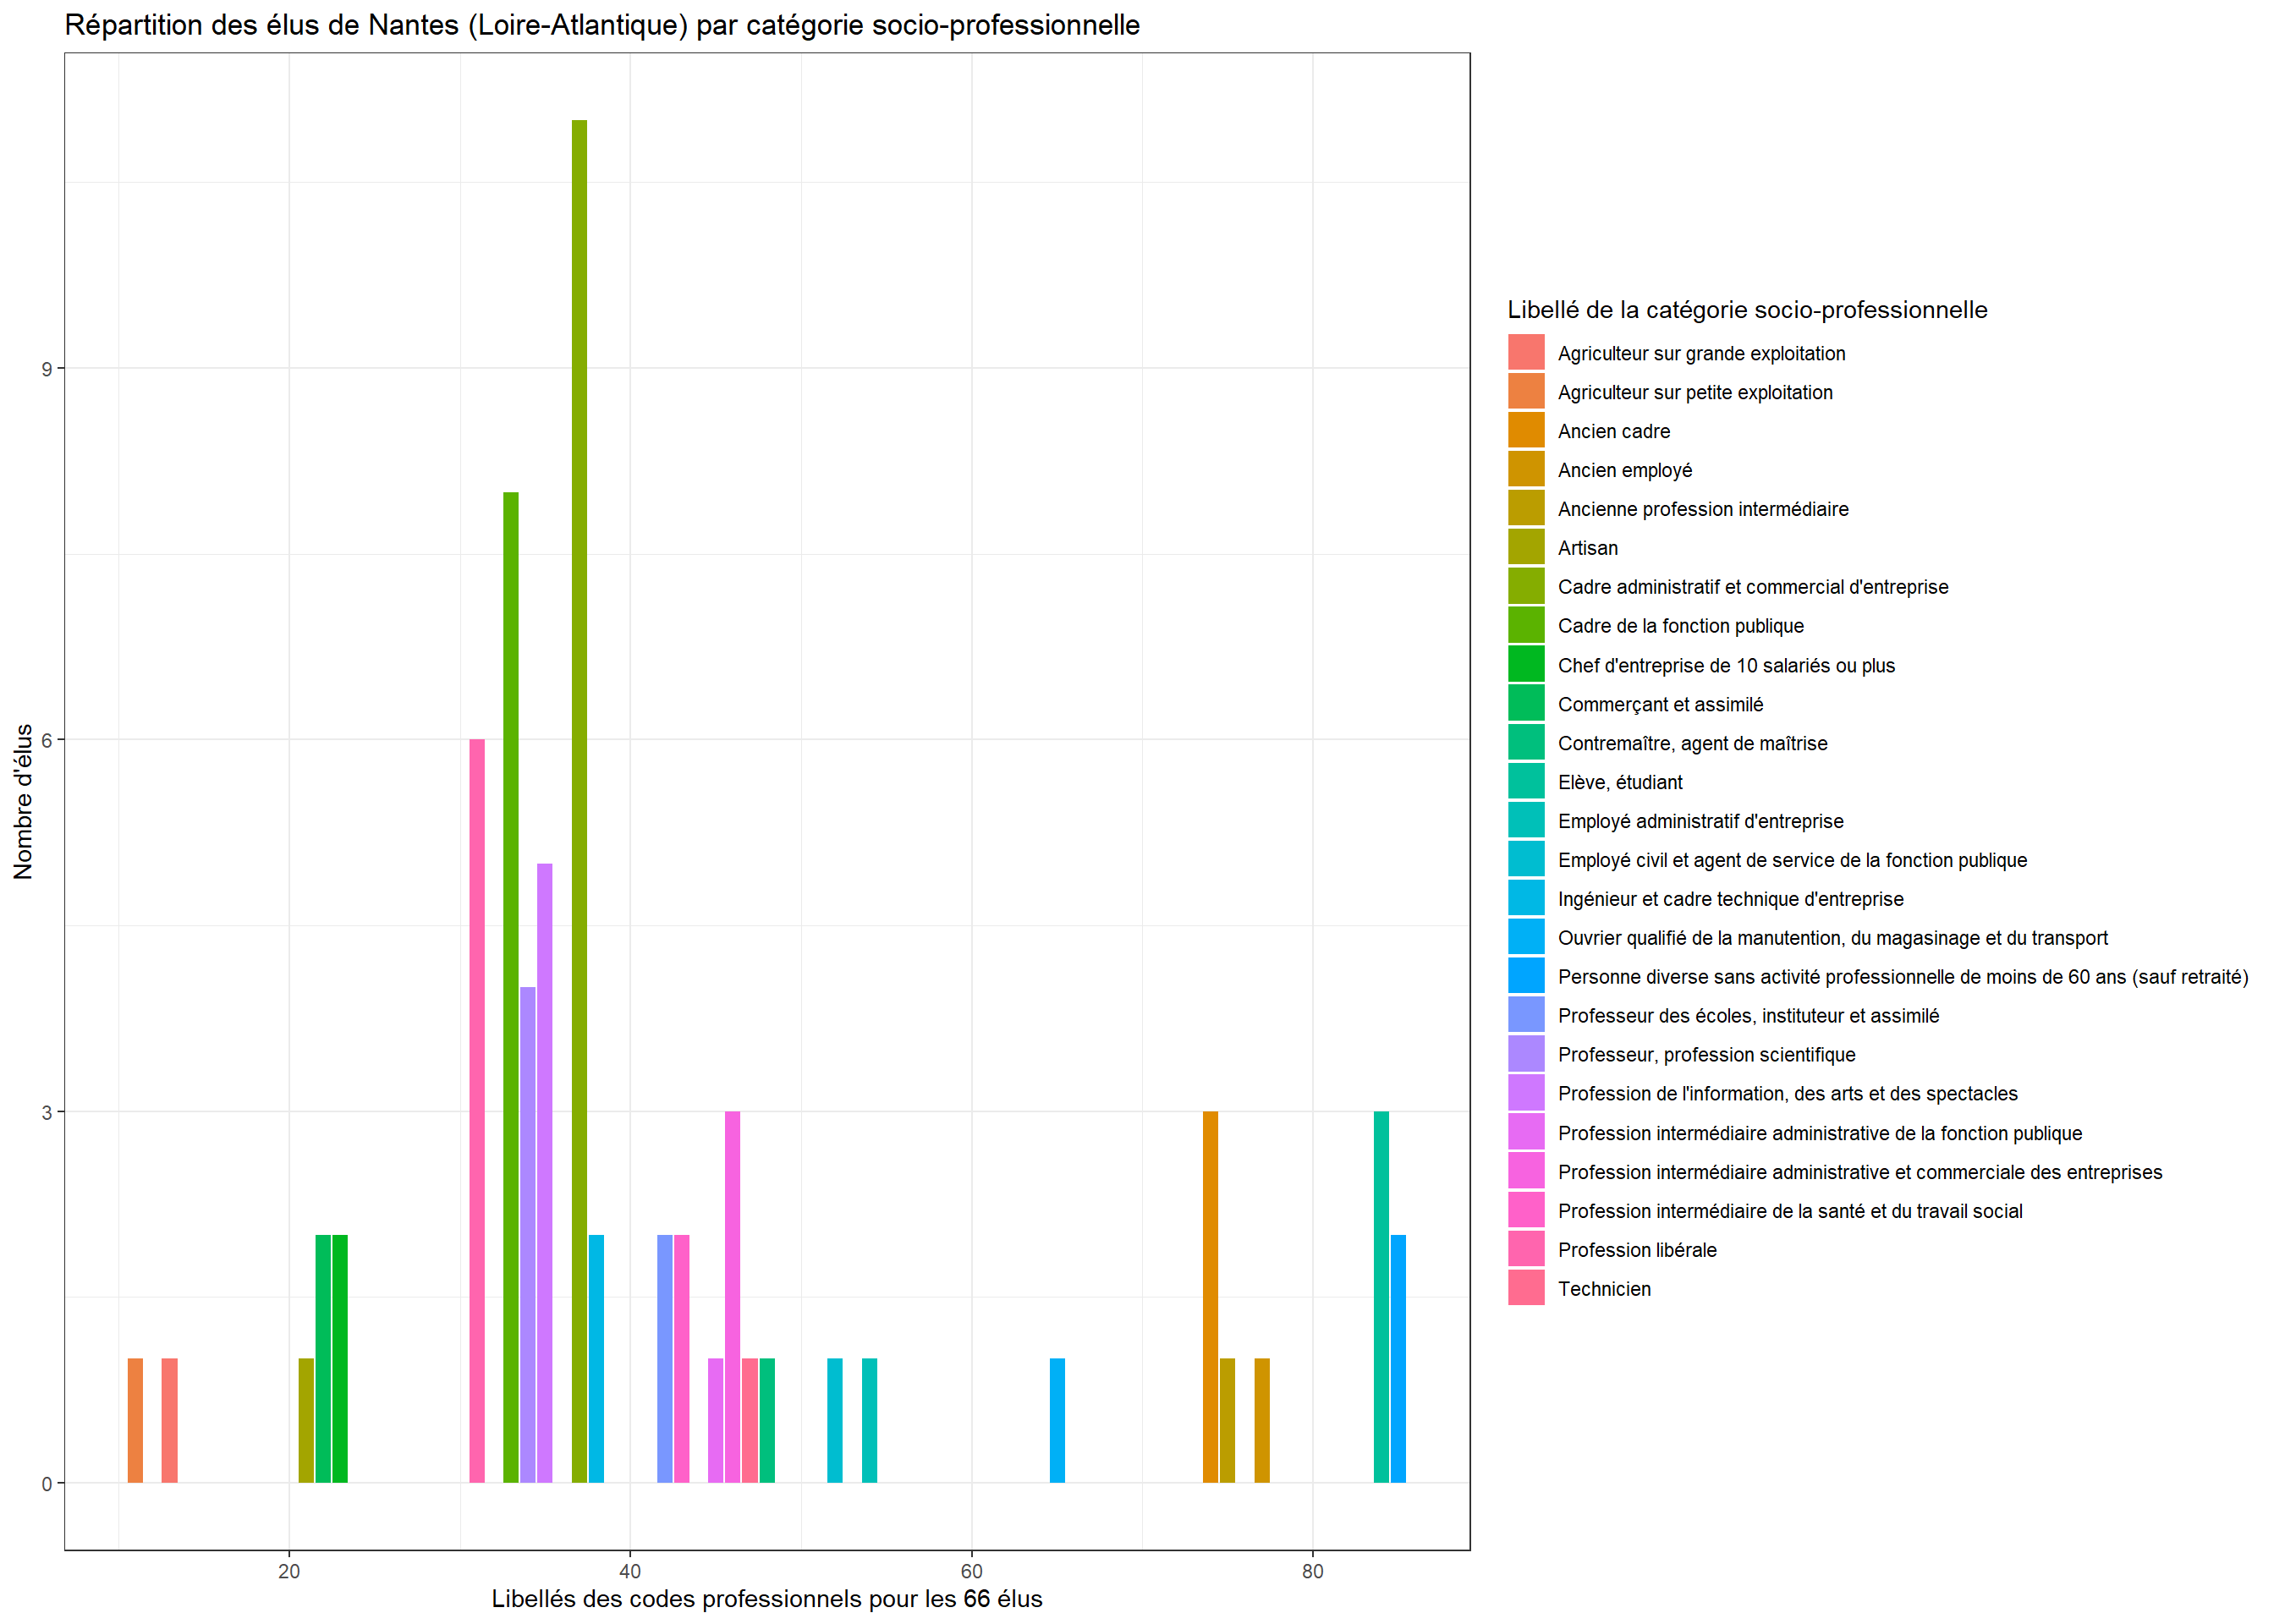 Répartition des élus de Nantes (Loire-Atlantique) par catégorie socio-professionnelle
Nombre d'élus
9
6
3
0
20 40 60 80
Libellés des codes professionnels pour les 66 élus
Libellé de la catégorie socio-professionnelle
Agriculteur sur grande exploitation
Agriculteur sur petite exploitation
Ancien cadre
Ancien employé
Ancienne profession intermédiaire
Artisan
Cadre administratif et commercial d'entreprise
Cadre de la fonction publique
Chef d'entreprise de 10 salariés ou plus
Commerçant et assimilé
Contremaître, agent de maîtrise
Elève, étudiant
Employé administratif d'entreprise
Employé civil et agent de service de la fonction publique
Ingénieur et cadre technique d'entreprise
Ouvrier qualifié de la manutention, du magasinage et du transport
Personne diverse sans activité professionnelle de moins de 60 ans (sauf retraité)
Professeur des écoles, instituteur et assimilé
Professeur, profession scientifique
Profession de l'information, des arts et des spectacles
Profession intermédiaire administrative de la fonction publique
Profession intermédiaire administrative et commerciale des entreprises
Profession intermédiaire de la santé et du travail social
Profession libérale
Technicien